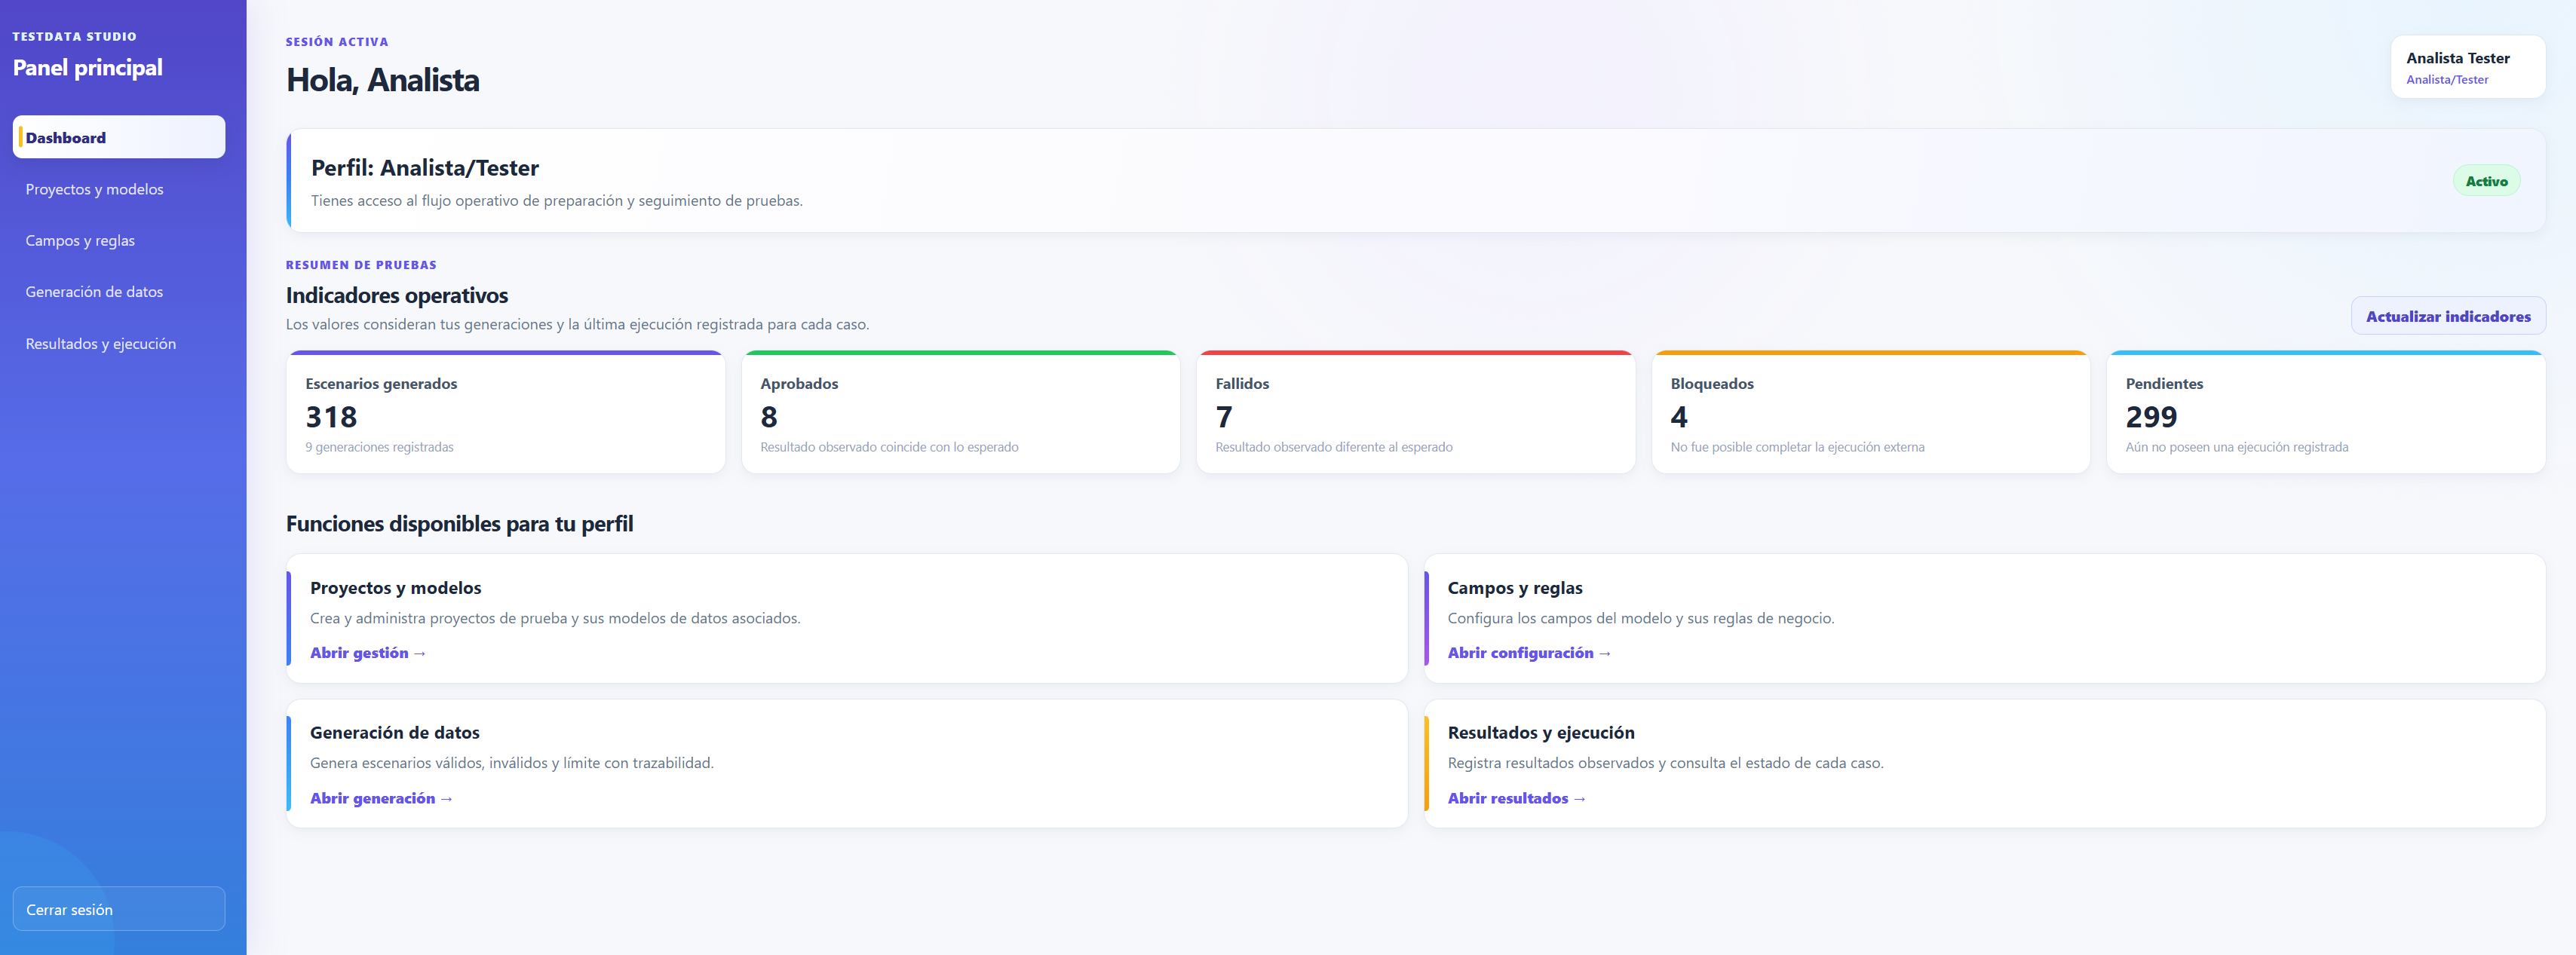 TESTDATA STUDIO
Panel principal
Dashboard
Proyectos y modelos
Campos y reglas
Generación de datos
Resultados y ejecución
Cerrar sesión
SESIÓN ACTIVA
Hola, Analista
Analista Tester
Analista/Tester
Perfil: Analista/Tester
Tienes acceso al flujo operativo de preparación y seguimiento de pruebas.
Activo
RESUMEN DE PRUEBAS
Indicadores operativos
Los valores consideran tus generaciones y la última ejecución registrada para cada caso.
Actualizar indicadores
Escenarios generados
318
9 generaciones registradas
Aprobados
8
Resultado observado coincide con lo esperado
Fallidos
7
Resultado observado diferente al esperado
Bloqueados
4
No fue posible completar la ejecución externa
Pendientes
299
Aún no poseen una ejecución registrada
Funciones disponibles para tu perfil
Proyectos y modelos
Crea y administra proyectos de prueba y sus modelos de datos asociados.
Abrir gestión →
Campos y reglas
Configura los campos del modelo y sus reglas de negocio.
Abrir configuración →
Generación de datos
Genera escenarios válidos, inválidos y límite con trazabilidad.
Abrir generación →
Resultados y ejecución
Registra resultados observados y consulta el estado de cada caso.
Abrir resultados →